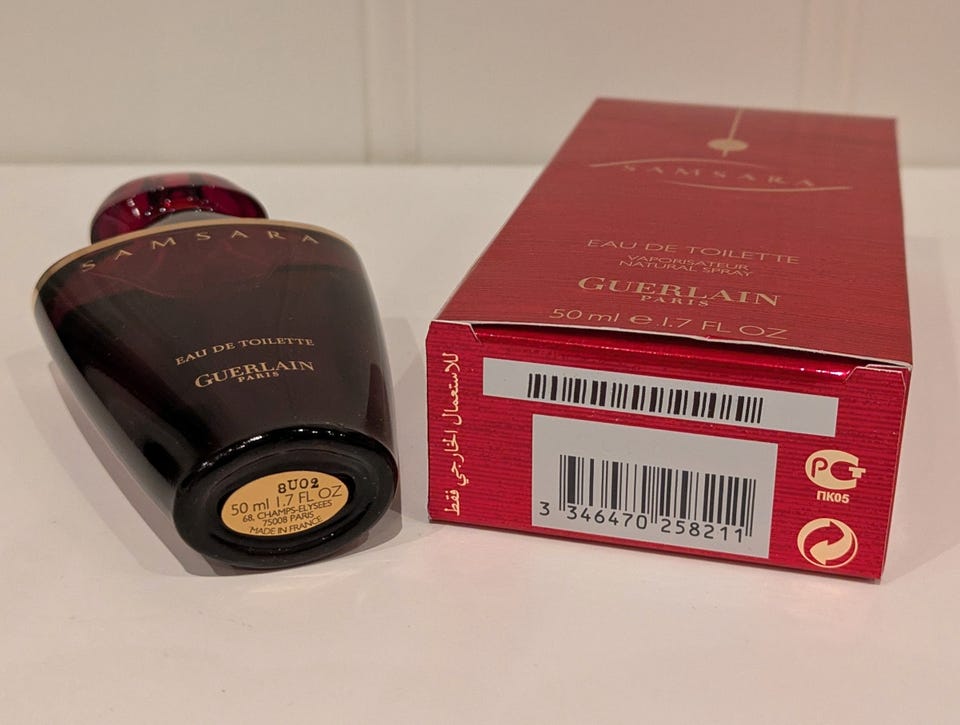 SAMSARA
EAU DE TOILETTE
GUERLAIN
PARIS
8U02
50 ml 1.7 FL OZ
68, CHAMPS-ELYSEES
75008 PARIS
MADE IN FRANCE
SAMSARA
EAU DE TOILETTE
VAPORISATEUR
NATURAL SPRAY
GUERLAIN
PARIS
50 ml e 1.7 FL OZ
للاستعمال الخارجي فقط
3 346470 258211
РСТ
ПК05